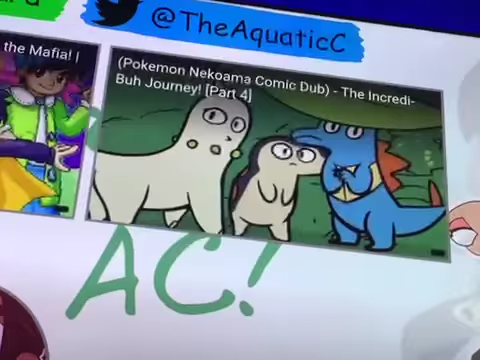 @TheAquaticC
the Mafia! |
(Pokemon Nekoama Comic Dub) - The Incredi-
Buh Journey! [Part 4]
AC!